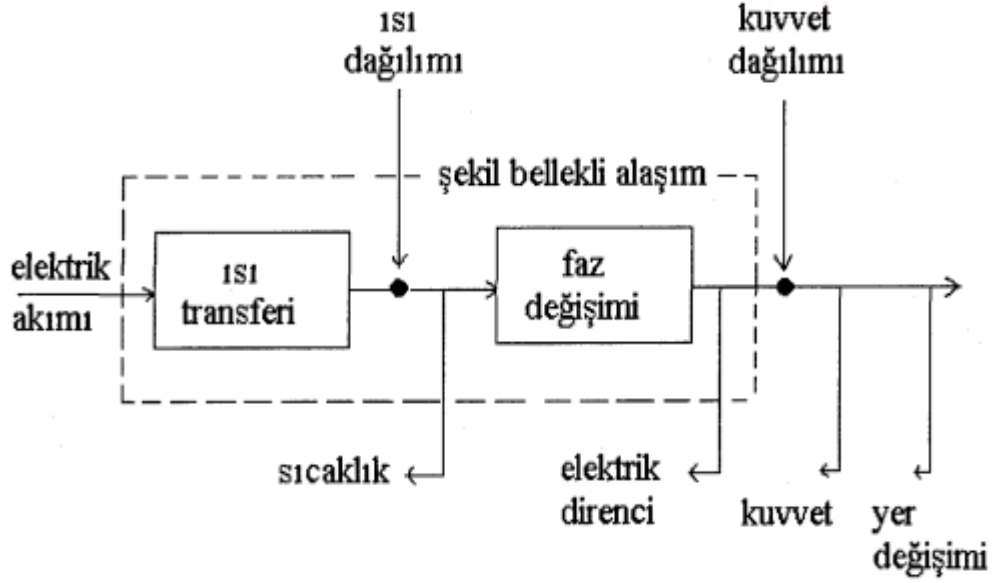 ısı
dağılımı
kuvvet
dağılımı
şekil bellekli alaşım
elektrik
akımı
ısı
transferi
faz
değişimi
sıcaklık
elektrik
direnci
kuvvet
yer
değişimi